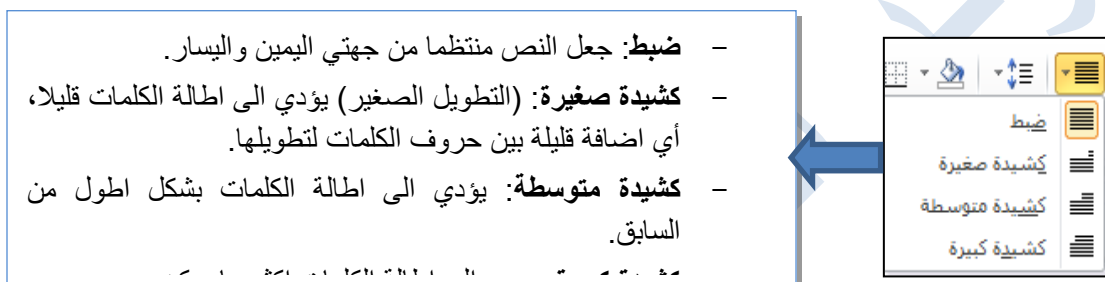 - ضبط: جعل النص منتظما من جهتي اليمين واليسار.
- كشيدة صغيرة: (التطويل الصغير) يؤدي الى اطالة الكلمات قليلا،
أي اضافة قليلة بين حروف الكلمات لتطويلها.
- كشيدة متوسطة: يؤدي الى اطالة الكلمات بشكل اطول من
السابق.
ضبط
كشيدة صغيرة
كشيدة متوسطة
كشيدة كبيرة